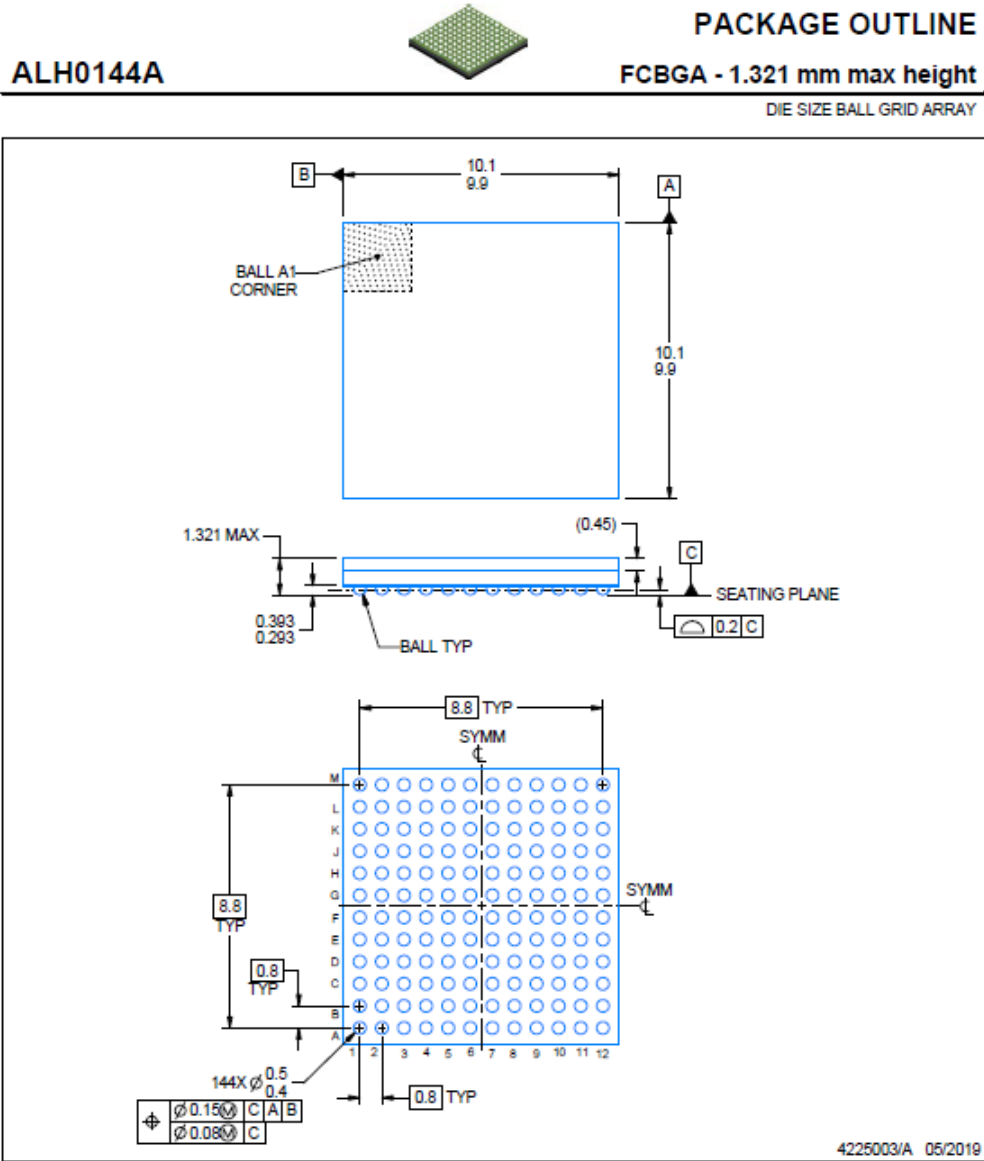 PACKAGE OUTLINE
ALH0144A
FCBGA - 1.321 mm max height
DIE SIZE BALL GRID ARRAY
B
10.1
9.9
A
BALL A1
CORNER
10.1
9.9
1.321 MAX
(0.45)
C
SEATING PLANE
0.393
0.293
BALL TYP
0.2 C
8.8 TYP
SYMM
M
L
K
J
H
G
F
E
D
C
B
A
SYMM
8.8
TYP
0.8
TYP
1 2 3 4 5 6 7 8 9 10 11 12
144X Ø 0.5
0.4
0.8 TYP
Ø 0.15Ⓜ C A B
Ø 0.08Ⓜ C
4225003/A 05/2019